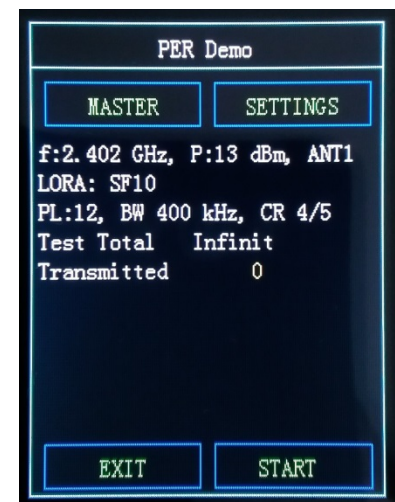 PER Demo
MASTER SETTINGS
f:2.402 GHz, P:13 dBm, ANT1
LORA: SF10
PL:12, BW 400 kHz, CR 4/5
Test Total Infinit
Transmitted 0
EXIT START